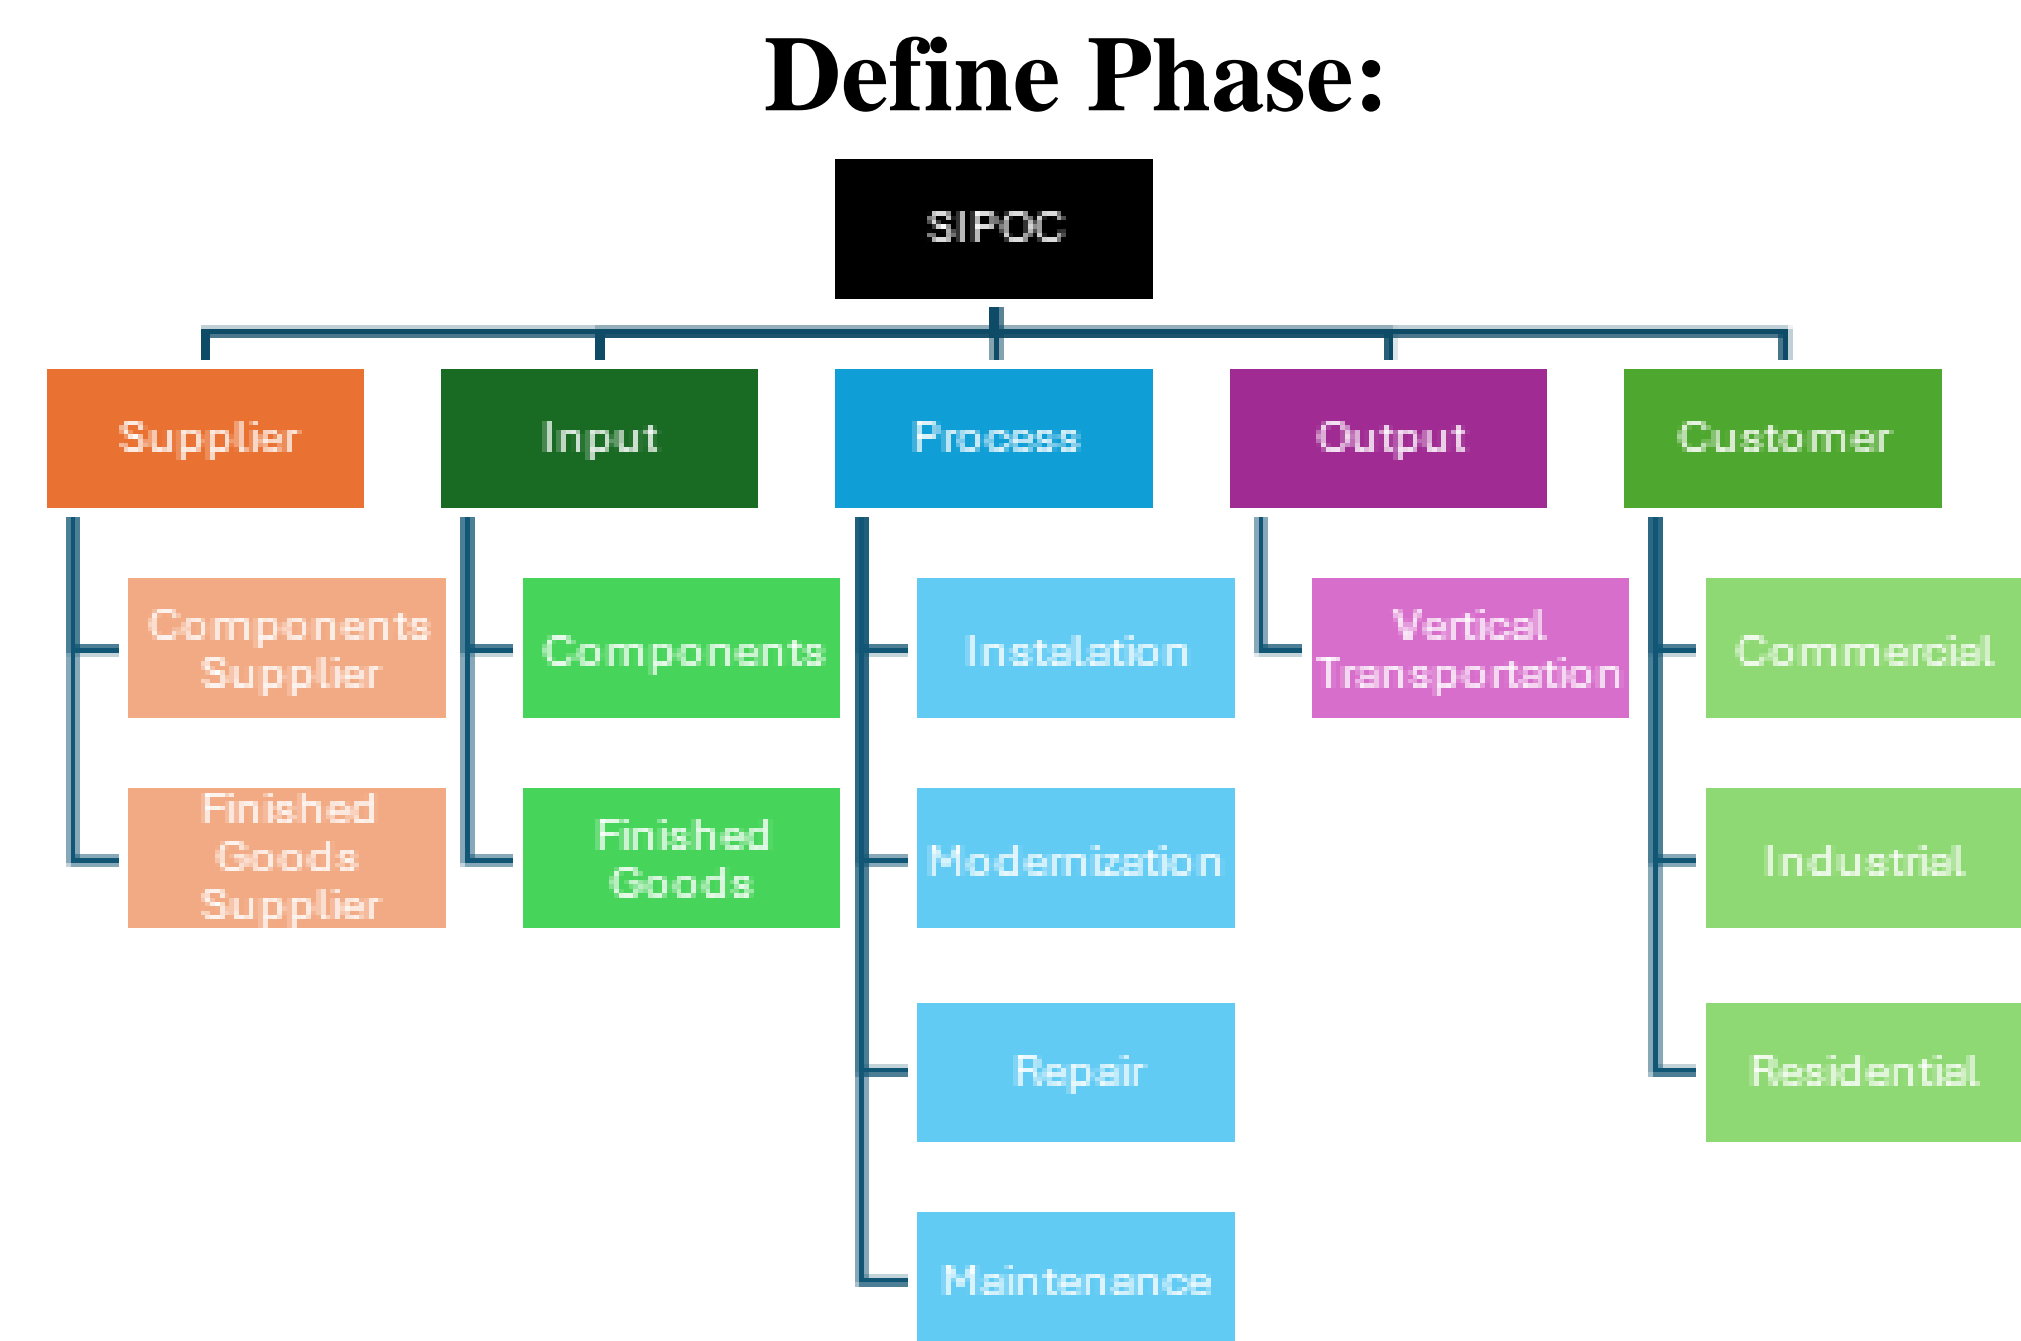 Define Phase:
SIPOC
Supplier
Input
Process
Output
Customer
Components
Supplier
Components
Instalation
Vertical
Transportation
Commercial
Finished
Goods
Supplier
Finished
Goods
Modernization
Industrial
Repair
Residential
Maintenance